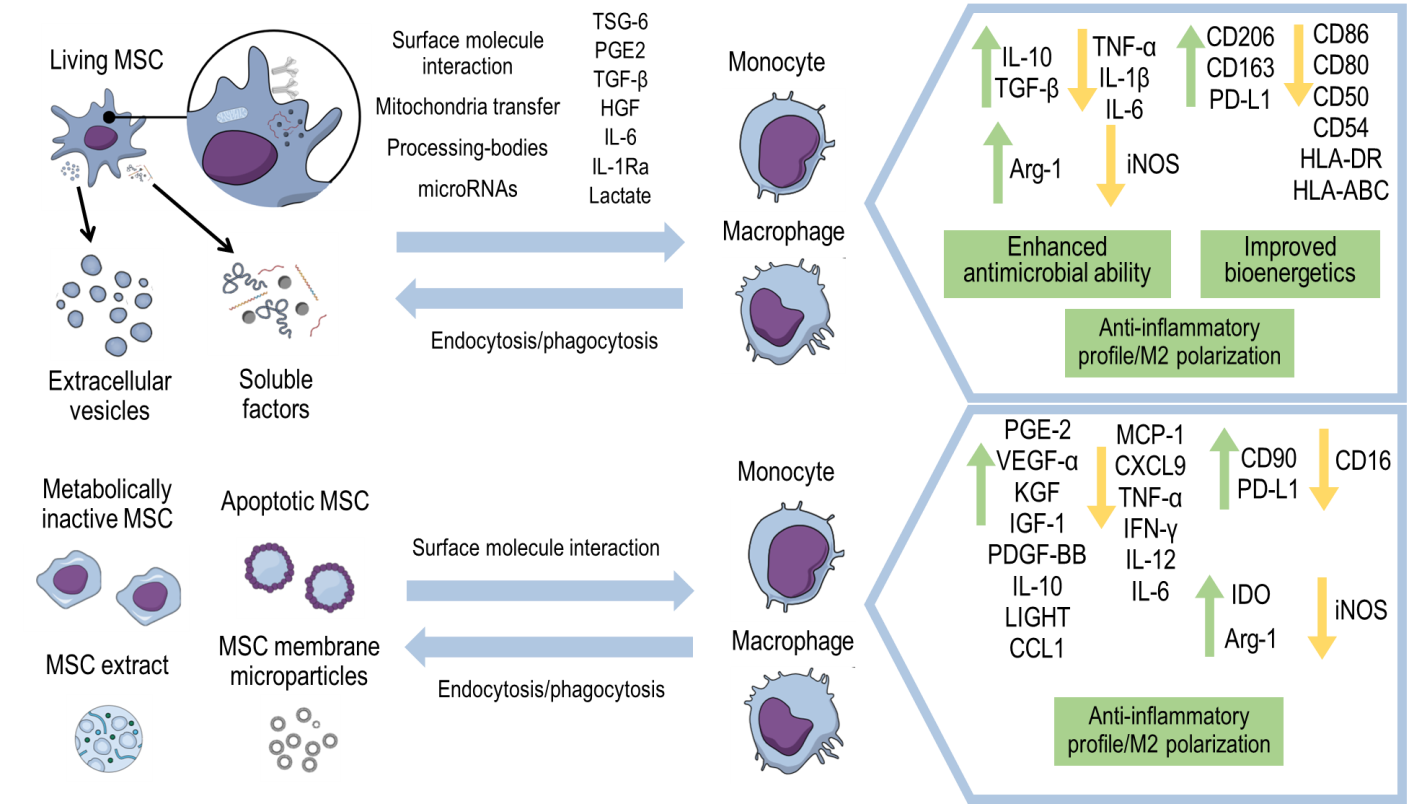 Living MSC
Surface molecule
interaction
Mitochondria transfer
Processing-bodies
microRNAs
TSG-6
PGE2
TGF-β
HGF
IL-6
IL-1Ra
Lactate
Extracellular
vesicles
Soluble
factors
Endocytosis/phagocytosis
Monocyte
Macrophage
IL-10
TGF-β
TNF-α
IL-1β
IL-6
Arg-1
iNOS
CD206
CD163
PD-L1
CD86
CD80
CD50
CD54
HLA-DR
HLA-ABC
Enhanced
antimicrobial ability
Improved
bioenergetics
Anti-inflammatory
profile/M2 polarization
Metabolically
inactive MSC
Apoptotic MSC
MSC extract
MSC membrane
microparticles
Surface molecule interaction
Endocytosis/phagocytosis
Monocyte
Macrophage
PGE-2
VEGF-α
KGF
IGF-1
PDGF-BB
IL-10
LIGHT
CCL1
MCP-1
CXCL9
TNF-α
IFN-γ
IL-12
IL-6
CD90
PD-L1
CD16
IDO
Arg-1
iNOS
Anti-inflammatory
profile/M2 polarization